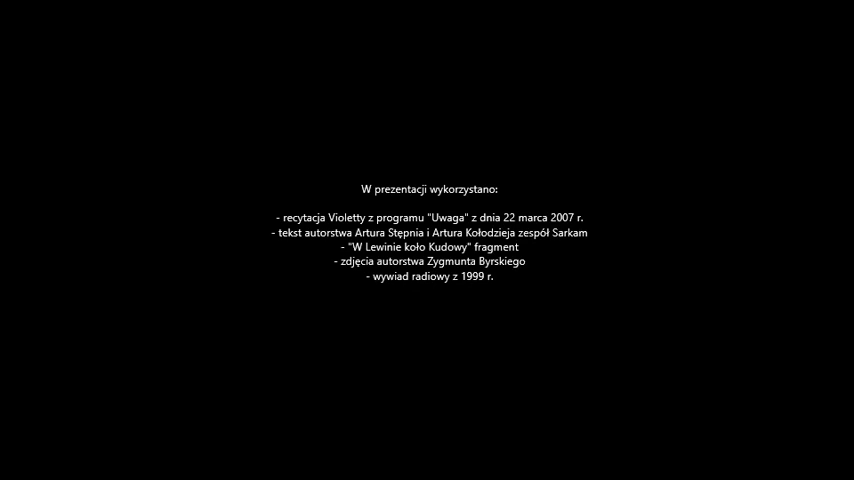 W prezentacji wykorzystano:
- recytacja Violetty z programu "Uwaga" z dnia 22 marca 2007 r.
- tekst autorstwa Artura Stępnia i Artura Kołodzieja zespół Sarkam
- "W Lewinie koło Kudowy" fragment
- zdjęcia autorstwa Zygmunta Byrskiego
- wywiad radiowy z 1999 r.